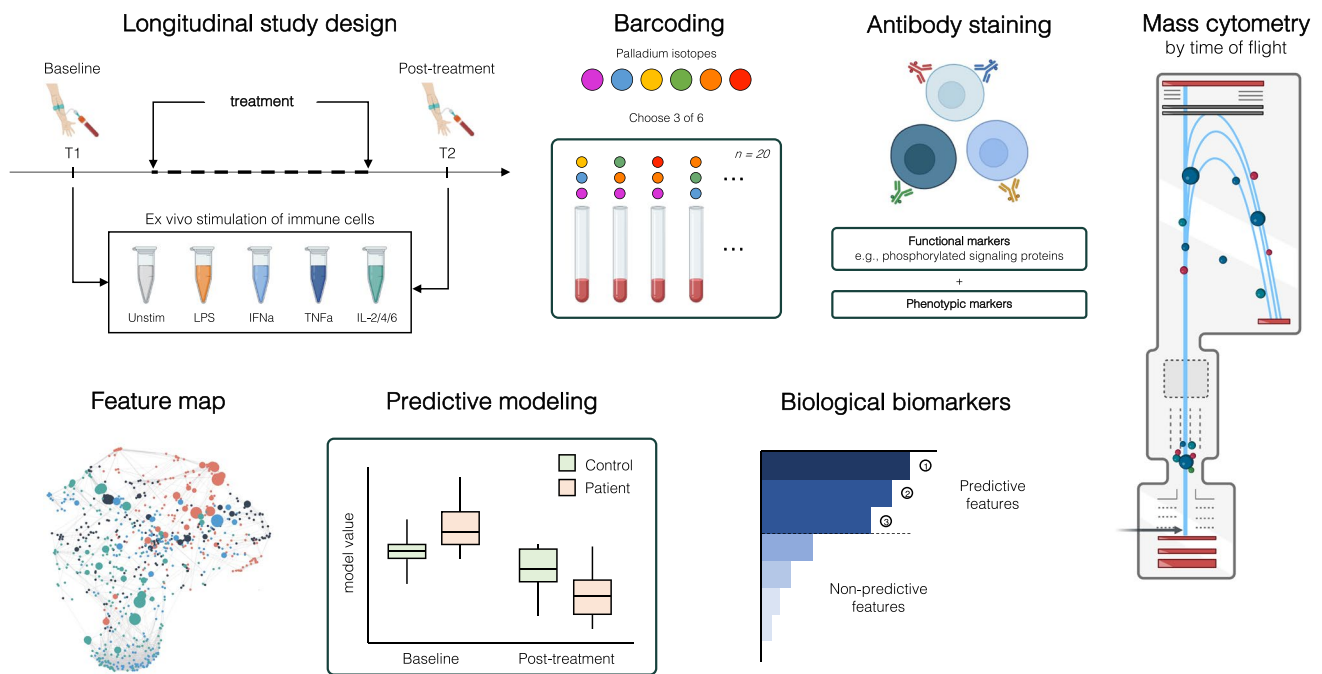 Longitudinal study design
Baseline
Post-treatment
treatment
T1
T2
Ex vivo stimulation of immune cells
Unstim
LPS
IFNa
TNFa
IL-2/4/6
Barcoding
Palladium isotopes
Choose 3 of 6
n = 20
...
...
Antibody staining
Functional markers
e.g., phosphorylated signaling proteins
+
Phenotypic markers
Mass cytometry
by time of flight
Feature map
Predictive modeling
Control
Patient
model value
Baseline
Post-treatment
Biological biomarkers
1
2
3
Predictive
features
Non-predictive
features